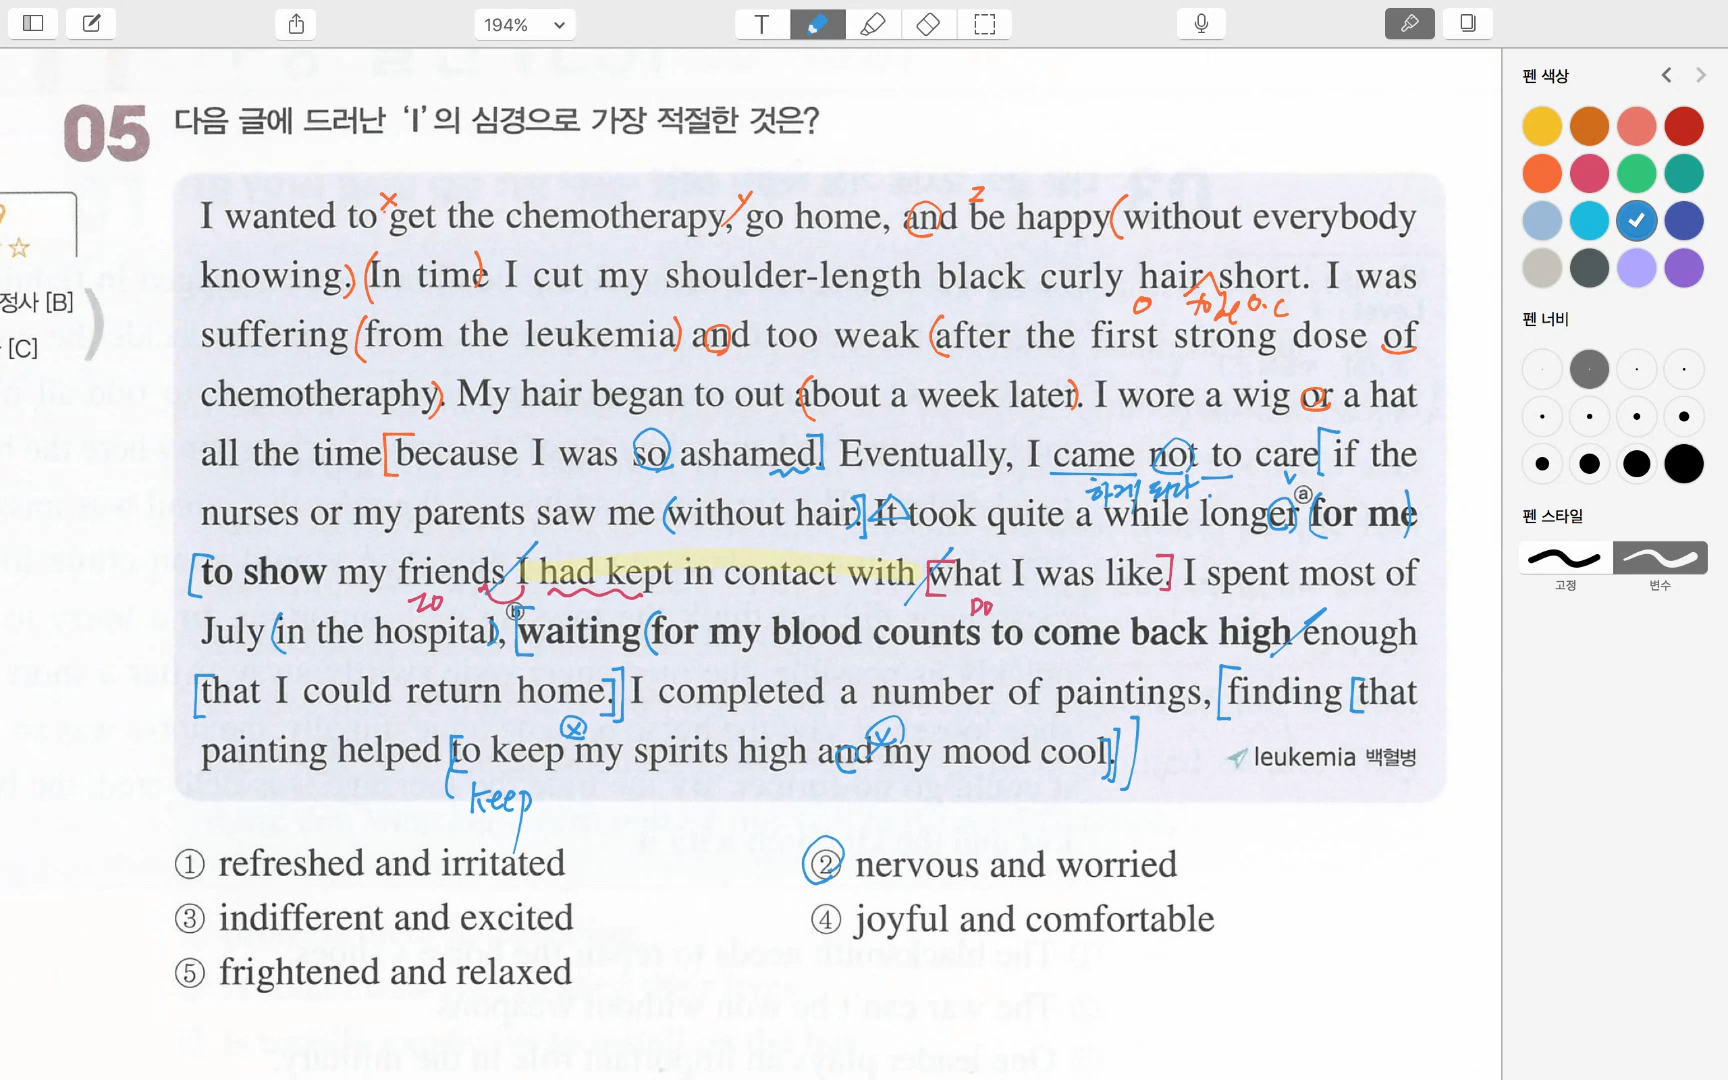 194%
T
펜 색상
05
다음 글에 드러난 ‘I’의 심경으로 가장 적절한 것은?
x y z
I wanted to get the chemotherapy, go home, and be happy without everybody
knowing. In time I cut my shoulder-length black curly hair short. I was
o to be o.c
정사 [B]
suffering from the leukemia and too weak after the first strong dose of
[C]
chemotheraphy. My hair began to out about a week later. I wore a wig or a hat
all the time because I was so ashamed. Eventually, I came not to care if the
하게 되다
ⓐ
nurses or my parents saw me without hair. It took quite a while longer for me
to show my friends I had kept in contact with what I was like. I spent most of
IO DO
ⓑ
July in the hospital, waiting for my blood counts to come back high enough
that I could return home. I completed a number of paintings, finding that
x y
painting helped to keep my spirits high and my mood cool.
leukemia 백혈병
keep
① refreshed and irritated
② nervous and worried
③ indifferent and excited
④ joyful and comfortable
⑤ frightened and relaxed
펜 너비
펜 스타일
고정
변수